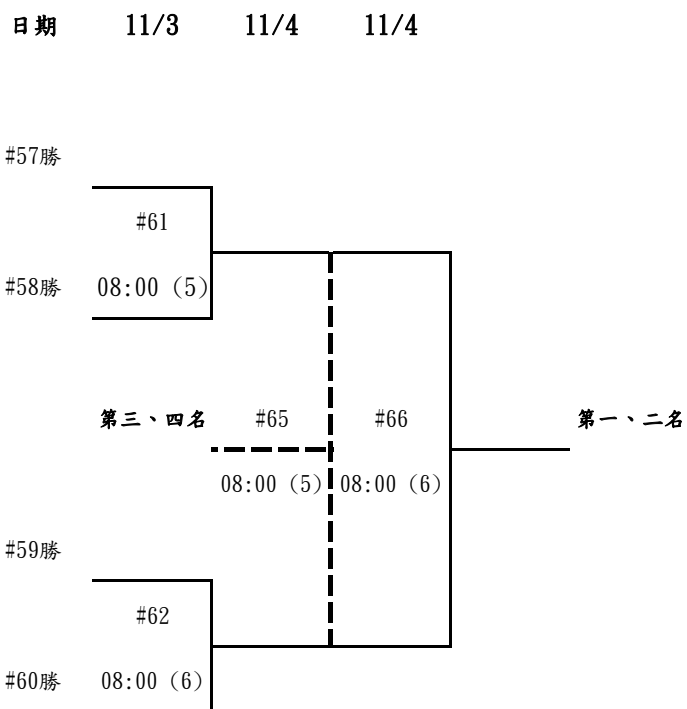 日期 11/3 11/4 11/4
#57勝
#61
#58勝 08:00 (5)
第三、四名 #65 #66 第一、二名
08:00 (5) 08:00 (6)
#59勝
#62
#60勝 08:00 (6)